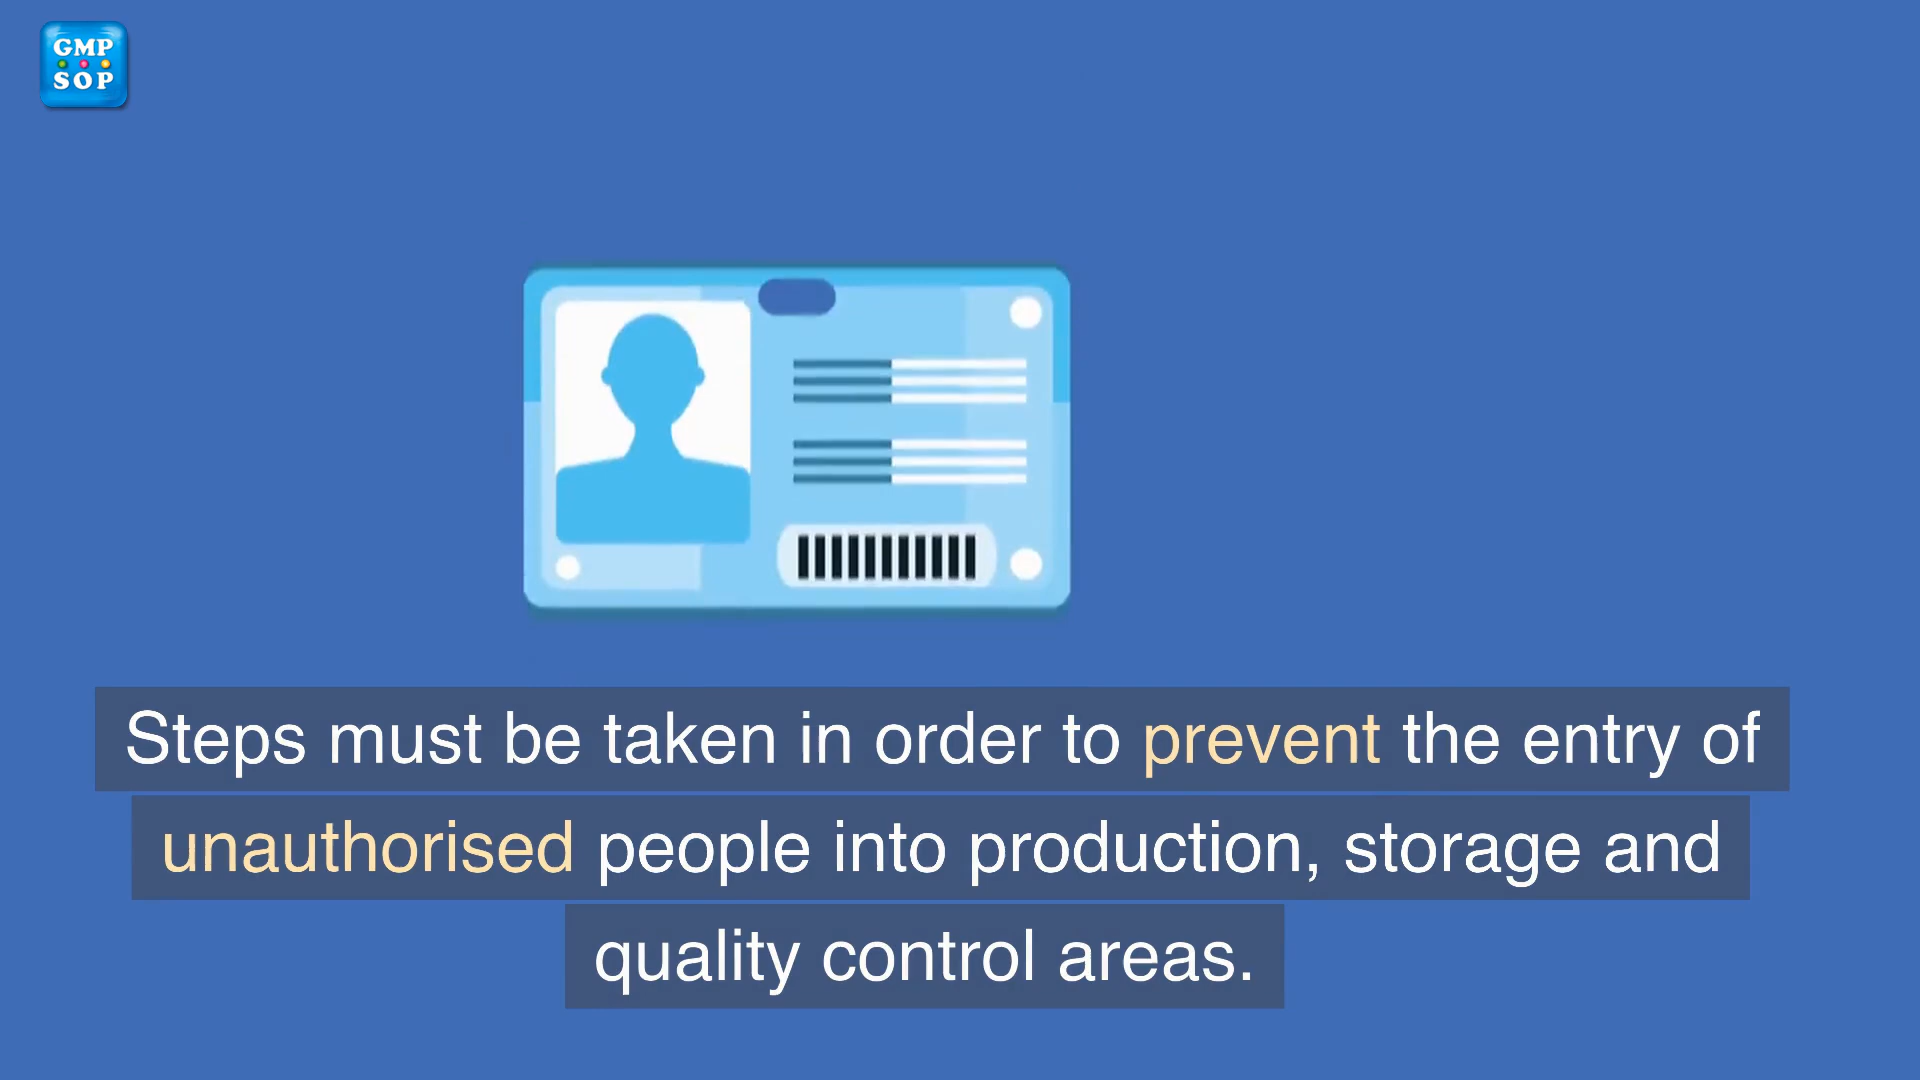 GMP
SOP
Steps must be taken in order to prevent the entry of
unauthorised people into production, storage and
quality control areas.